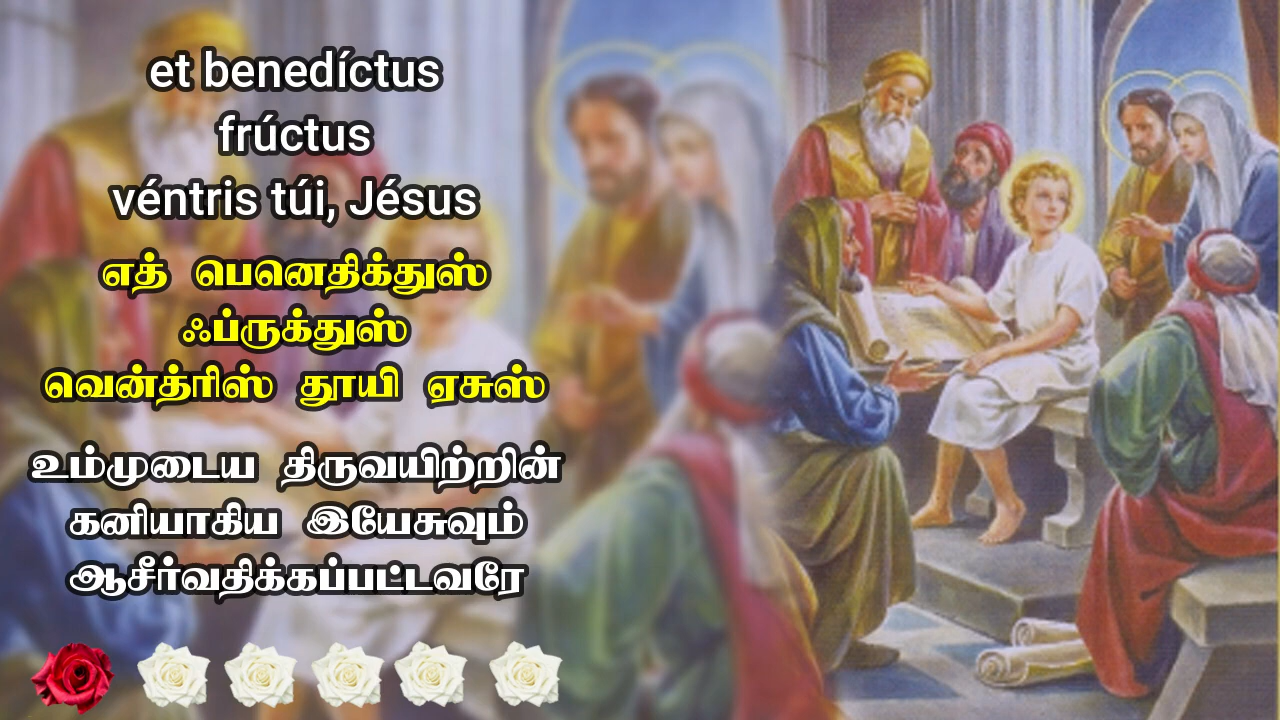 et benedíctus
frúctus
véntris túi, Jésus
எத் பெனெதிக்துஸ்
ஃப்ருக்துஸ்
வென்த்ரிஸ் தூயி ஏசுஸ்
உம்முடைய திருவயிற்றின்
கனியாகிய இயேசுவும்
ஆசீர்வதிக்கப்பட்டவரே